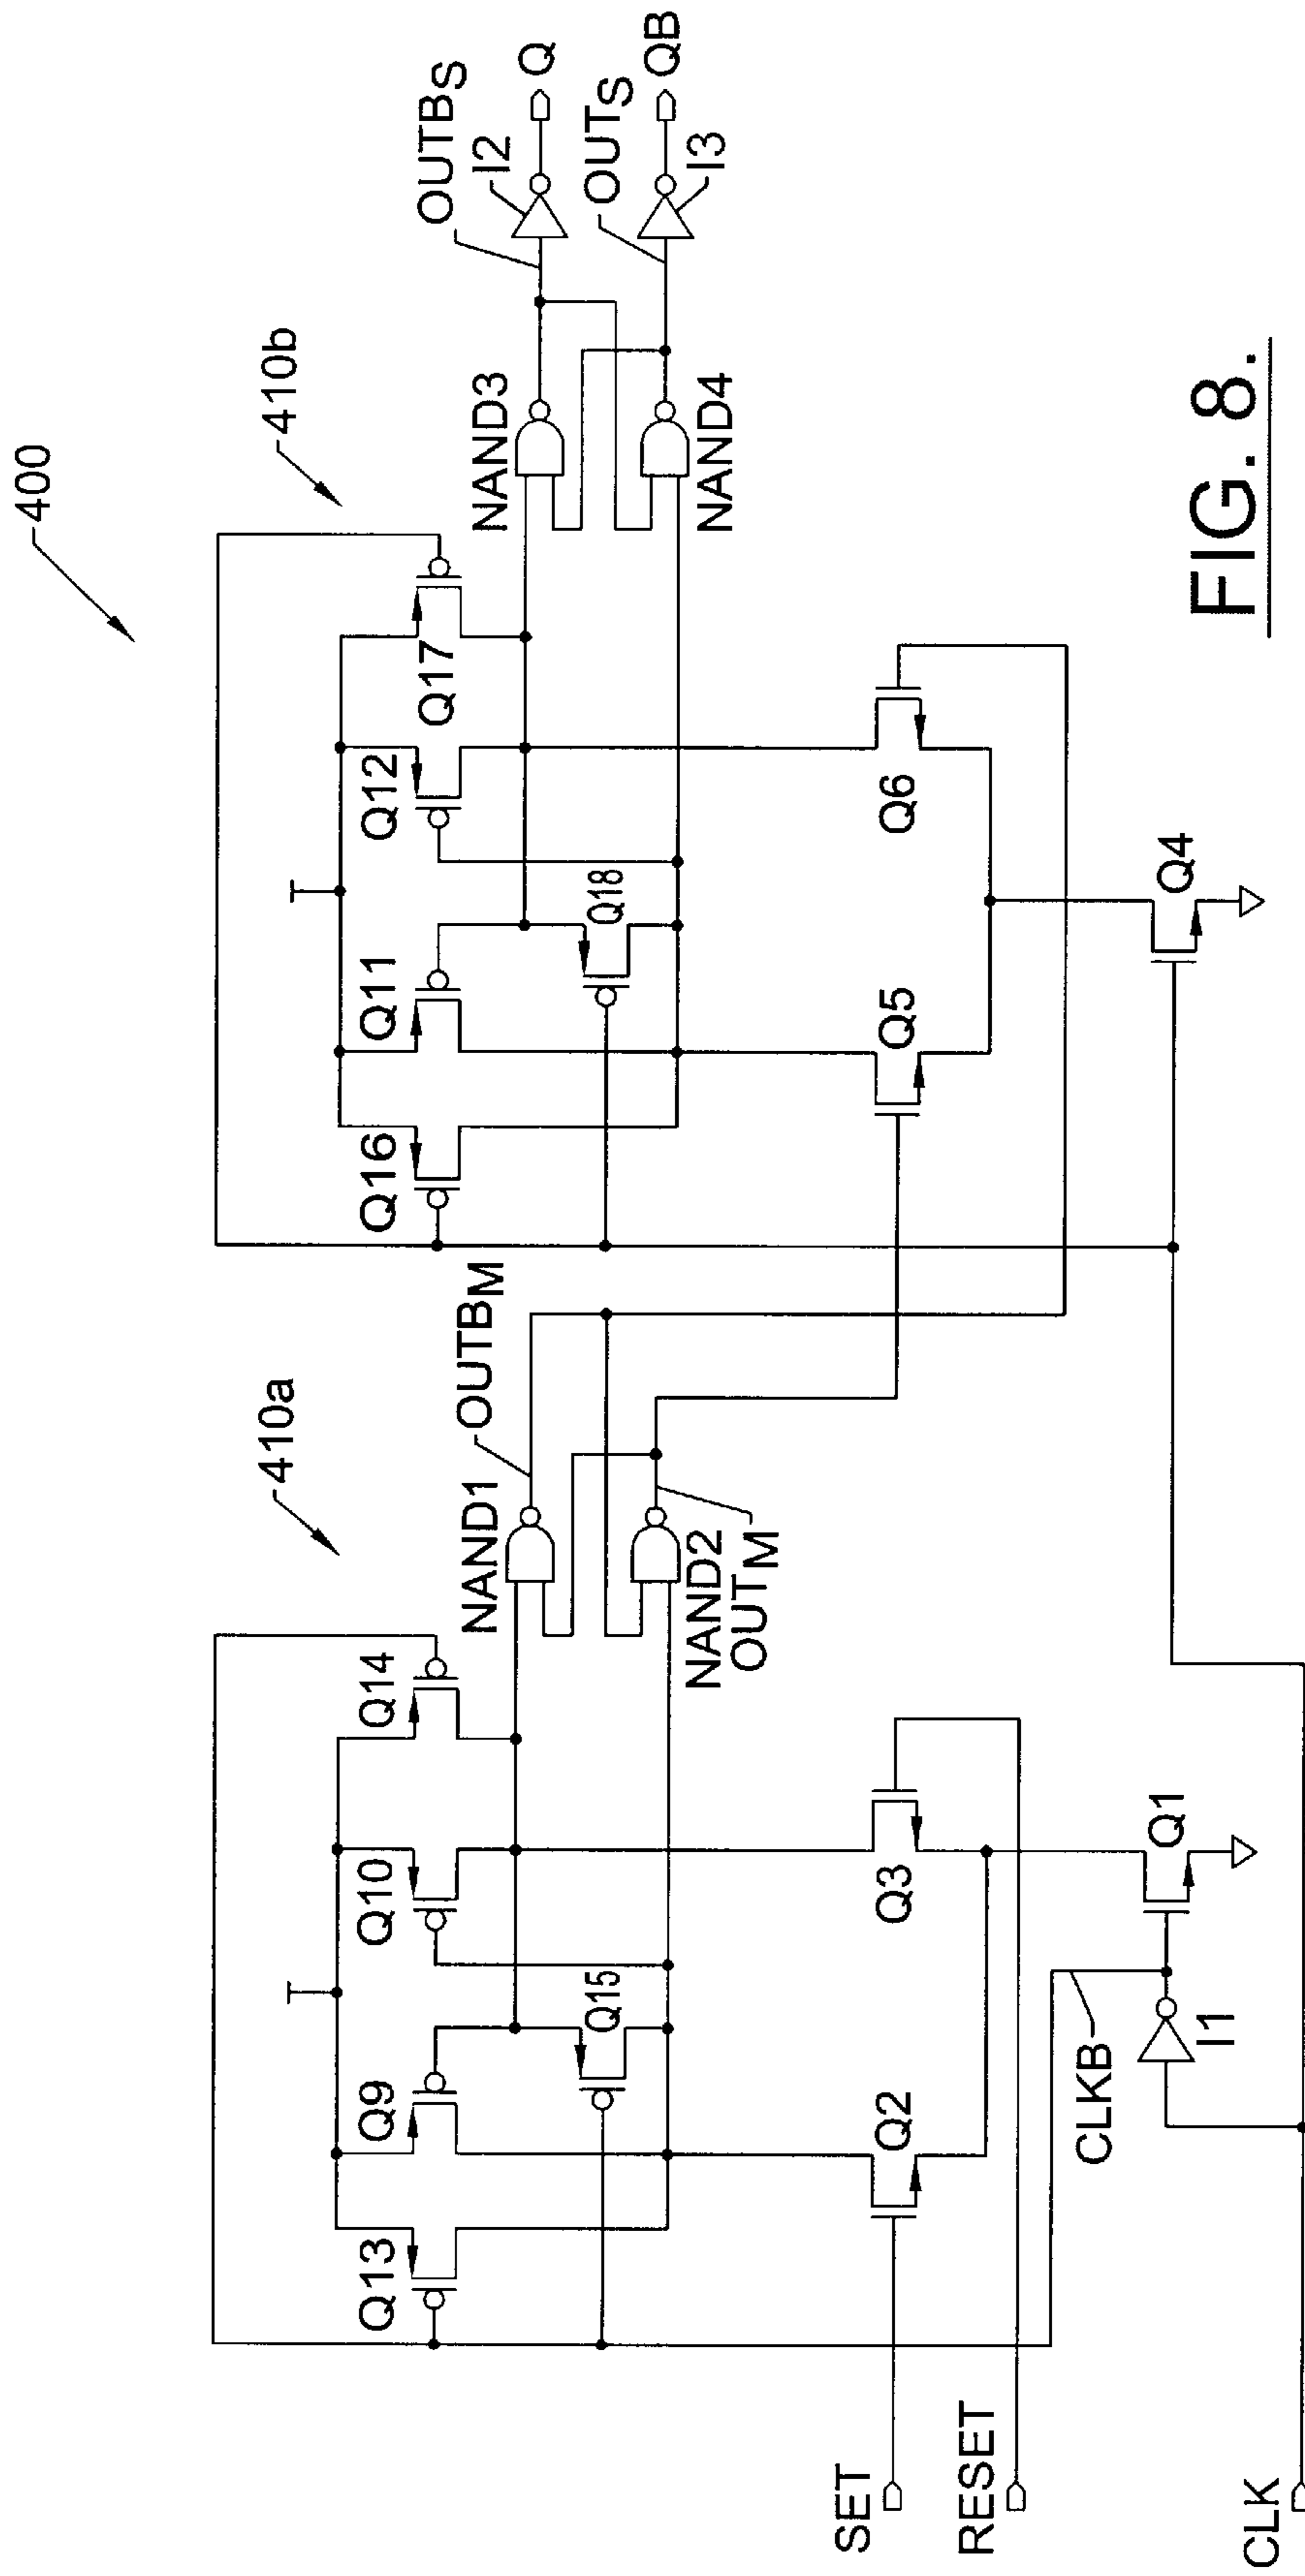 400
410a
410b
Q13
Q9
Q10
Q14
Q15
NAND1
OUTBM
NAND2
OUTM
Q2
Q3
Q1
SET
RESET
CLKB
I1
CLK
Q16
Q11
Q12
Q17
Q18
NAND3
NAND4
OUTBS
I2
Q
OUTS
I3
QB
Q5
Q6
Q4
FIG. 8.